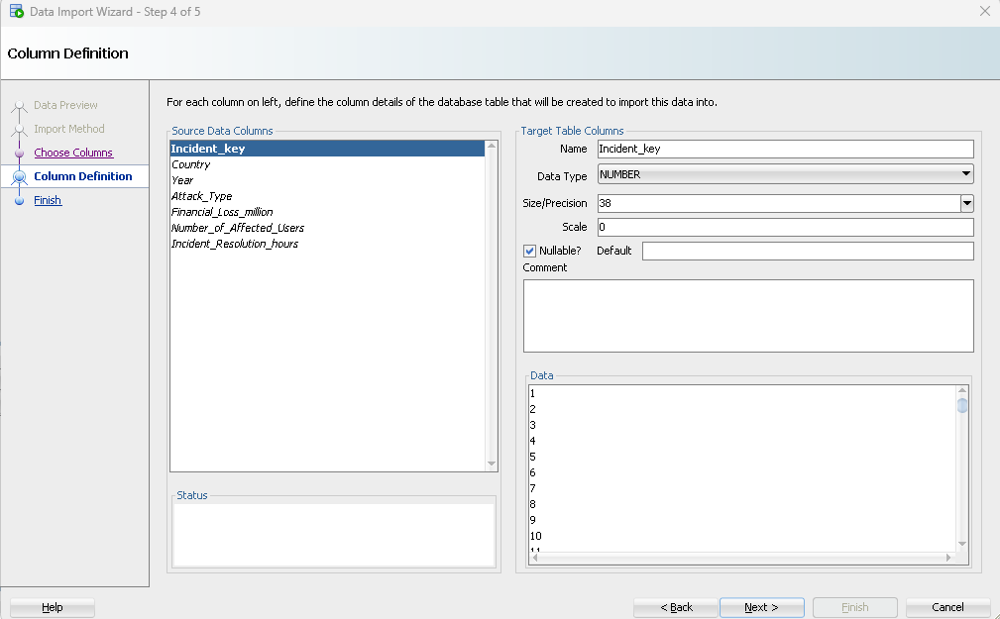 Data Import Wizard - Step 4 of 5
Column Definition
Data Preview
Import Method
Choose Columns
Column Definition
Finish
For each column on left, define the column details of the database table that will be created to import this data into.
Source Data Columns
Incident_key
Country
Year
Attack_Type
Financial_Loss_million
Number_of_Affected_Users
Incident_Resolution_hours
Status
Target Table Columns
Name Incident_key
Data Type NUMBER
Size/Precision 38
Scale 0
Nullable? Default
Comment
Data
1
2
3
4
5
6
7
8
9
10
11
Help < Back Next > Finish Cancel